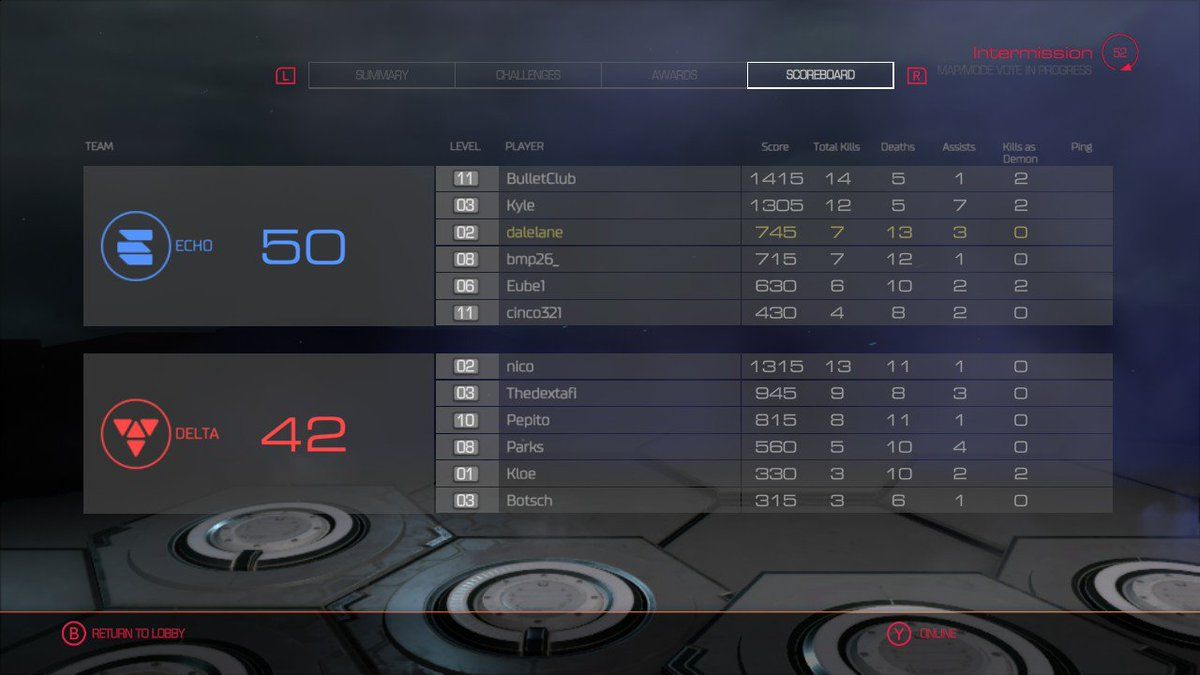 Intermission 52
MAP/MODE VOTE IN PROGRESS
L SUMMARY CHALLENGES AWARDS SCOREBOARD R
TEAM LEVEL PLAYER Score Total Kills Deaths Assists Kills as Demon Ping
ECHO 50
11 BulletClub 1415 14 5 1 2
03 Kyle 1305 12 5 7 2
02 dalelane 745 7 13 3 0
08 bmp26_ 715 7 12 1 0
06 Eube1 630 6 10 2 2
11 cinco321 430 4 8 2 0
DELTA 42
02 nico 1315 13 11 1 0
03 Thedextafi 945 9 8 3 0
10 Pepito 815 8 11 1 0
08 Parks 560 5 10 4 0
01 Kloe 330 3 10 2 2
03 Botsch 315 3 6 1 0
B RETURN TO LOBBY Y ONLINE